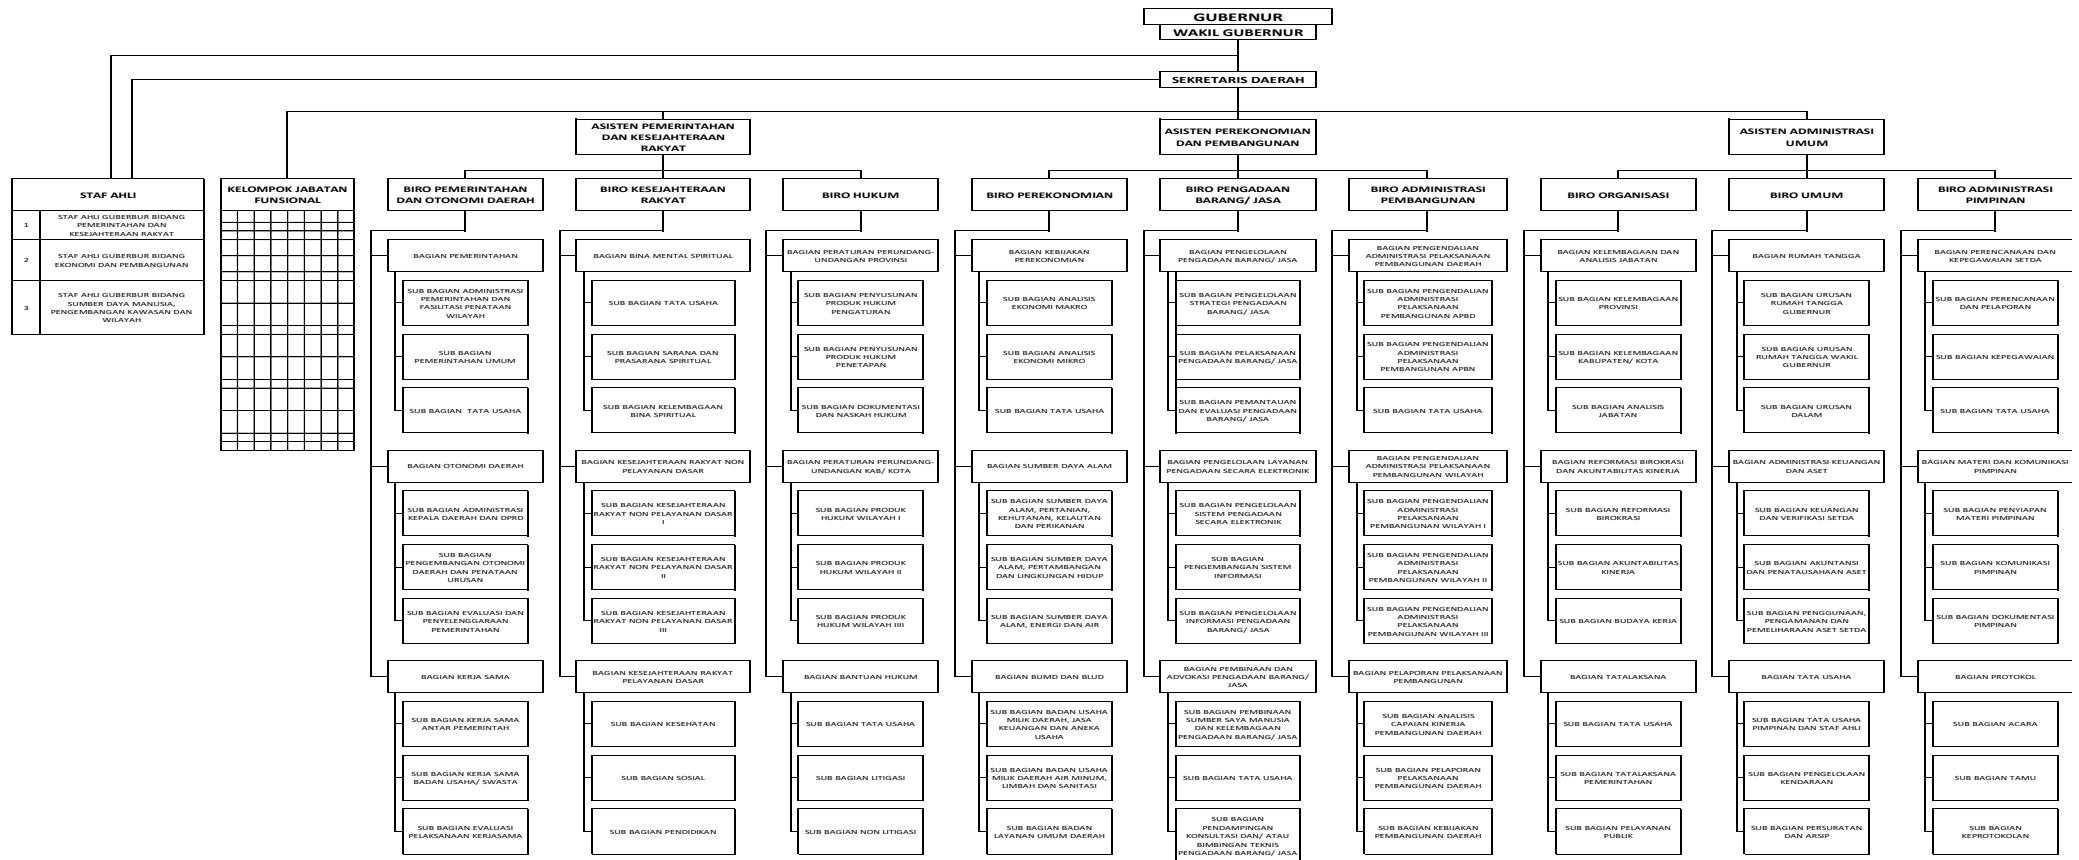 GUBERNUR
WAKIL GUBERNUR
SEKRETARIS DAERAH
ASISTEN PEMERINTAHAN
DAN KESEJAHTERAAN
RAKYAT
ASISTEN PEREKONOMIAN
DAN PEMBANGUNAN
ASISTEN ADMINISTRASI
UMUM
STAF AHLI
1
STAF AHLI GUBERBUR BIDANG
PEMERINTAHAN DAN
KESEJAHTERAAN RAKYAT
2
STAF AHLI GUBERBUR BIDANG
EKONOMI DAN PEMBANGUNAN
3
STAF AHLI GUBERBUR BIDANG
SUMBER DAYA MANUSIA,
PENGEMBANGAN KAWASAN DAN
WILAYAH
KELOMPOK JABATAN
FUNSIONAL
BIRO PEMERINTAHAN
DAN OTONOMI DAERAH
BAGIAN PEMERINTAHAN
SUB BAGIAN ADMINISTRASI
PEMERINTAHAN DAN
FASILITASI PENATAAN
WILAYAH
SUB BAGIAN
PEMERINTAHAN UMUM
SUB BAGIAN  TATA USAHA
BAGIAN OTONOMI DAERAH
SUB BAGIAN ADMINISTRASI
KEPALA DAERAH DAN DPRD
SUB BAGIAN
PENGEMBANGAN OTONOMI
DAERAH DAN PENATAAN
URUSAN
SUB BAGIAN EVALUASI DAN
PENYELENGGARAAN
PEMERINTAHAN
BAGIAN KERJA SAMA
SUB BAGIAN KERJA SAMA
ANTAR PEMERINTAH
SUB BAGIAN KERJA SAMA
BADAN USAHA/ SWASTA
SUB BAGIAN EVALUASI
PELAKSANAAN KERJASAMA
BIRO KESEJAHTERAAN
RAKYAT
BAGIAN BINA MENTAL SPIRITUAL
SUB BAGIAN TATA USAHA
SUB BAGIAN SARANA DAN
PRASARANA SPIRITUAL
SUB BAGIAN KELEMBAGAAN
BINA SPIRITUAL
BAGIAN KESEJAHTERAAN RAKYAT NON
PELAYANAN DASAR
SUB BAGIAN KESEJAHTERAAN
RAKYAT NON PELAYANAN DASAR
I
SUB BAGIAN KESEJAHTERAAN
RAKYAT NON PELAYANAN DASAR
II
SUB BAGIAN KESEJAHTERAAN
RAKYAT NON PELAYANAN DASAR
III
BAGIAN KESEJAHTERAAN RAKYAT
PELAYANAN DASAR
SUB BAGIAN KESEHATAN
SUB BAGIAN SOSIAL
SUB BAGIAN PENDIDIKAN
BIRO HUKUM
BAGIAN PERATURAN PERUNDANG-
UNDANGAN PROVINSI
SUB BAGIAN PENYUSUNAN
PRODUK HUKUM
PENGATURAN
SUB BAGIAN PENYUSUNAN
PRODUK HUKUM
PENETAPAN
SUB BAGIAN DOKUMENTASI
DAN NASKAH HUKUM
BAGIAN PERATURAN PERUNDANG-
UNDANGAN KAB/ KOTA
SUB BAGIAN PRODUK
HUKUM WILAYAH I
SUB BAGIAN PRODUK
HUKUM WILAYAH II
SUB BAGIAN PRODUK
HUKUM WILAYAH IIII
BAGIAN BANTUAN HUKUM
SUB BAGIAN TATA USAHA
SUB BAGIAN LITIGASI
SUB BAGIAN NON LITIGASI
BIRO PEREKONOMIAN
BAGIAN KEBIJAKAN
PEREKONOMIAN
SUB BAGIAN ANALISIS
EKONOMI MAKRO
SUB BAGIAN ANALISIS
EKONOMI MIKRO
SUB BAGIAN TATA USAHA
BAGIAN SUMBER DAYA ALAM
SUB BAGIAN SUMBER DAYA
ALAM, PERTANIAN,
KEHUTANAN, KELAUTAN
DAN PERIKANAN
SUB BAGIAN SUMBER DAYA
ALAM, PERTAMBANGAN
DAN LINGKUNGAN HIDUP
SUB BAGIAN SUMBER DAYA
ALAM, ENERGI DAN AIR
BAGIAN BUMD DAN BLUD
SUB BAGIAN BADAN USAHA
MILIK DAERAH, JASA
KEUANGAN DAN ANEKA
USAHA
SUB BAGIAN BADAN USAHA
MILIK DAERAH AIR MINUM,
LIMBAH DAN SANITASI
SUB BAGIAN BADAN
LAYANAN UMUM DAERAH
BIRO PENGADAAN
BARANG/ JASA
BAGIAN PENGELOLAAN
PENGADAAN BARANG/ JASA
SUB BAGIAN PENGELOLAAN
STRATEGI PENGADAAN
BARANG/ JASA
SUB BAGIAN PELAKSANAAN
PENGADAAN BARANG/ JASA
SUB BAGIAN PEMANTAUAN
DAN EVALUASI PENGADAAN
BARANG/ JASA
BAGIAN PENGELOLAAN LAYANAN
PENGADAAN SECARA ELEKTRONIK
SUB BAGIAN PENGELOLAAN
SISTEM PENGADAAN
SECARA ELEKTRONIK
SUB BAGIAN
PENGEMBANGAN SISTEM
INFORMASI
SUB BAGIAN PENGELOLAAN
INFORMASI PENGADAAN
BARANG/ JASA
BAGIAN PEMBINAAN DAN
ADVOKASI PENGADAAN BARANG/
JASA
SUB BAGIAN PEMBINAAN
SUMBER SAYA MANUSIA
DAN KELEMBAGAAN
PENGADAAN BARANG/ JASA
SUB BAGIAN TATA USAHA
SUB BAGIAN
PENDAMPINGAN
KONSULTASI DAN/ ATAU
BIMBINGAN TEKNIS
PENGADAAN BARANG/ JASA
BIRO ADMINISTRASI
PEMBANGUNAN
BAGIAN PENGENDALIAN
ADMINISTRASI PELAKSANAAN
PEMBANGUNAN DAERAH
SUB BAGIAN PENGENDALIAN
ADMINISTRASI
PELAKSANAAN
PEMBANGUNAN APBD
SUB BAGIAN PENGENDALIAN
ADMINISTRASI
PELAKSANAAN
PEMBANGUNAN APBN
SUB BAGIAN TATA USAHA
BAGIAN PENGENDALIAN
ADMINISTRASI PELAKSANAAN
PEMBANGUNAN WILAYAH
SUB BAGIAN PENGENDALIAN
ADMINISTRASI
PELAKSANAAN
PEMBANGUNAN WILAYAH I
SUB BAGIAN PENGENDALIAN
ADMINISTRASI
PELAKSANAAN
PEMBANGUNAN WILAYAH II
SUB BAGIAN PENGENDALIAN
ADMINISTRASI
PELAKSANAAN
PEMBANGUNAN WILAYAH III
BAGIAN PELAPORAN PELAKSANAAN
PEMBANGUNAN
SUB BAGIAN ANALISIS
CAPAIAN KINERJA
PEMBANGUNAN DAERAH
SUB BAGIAN PELAPORAN
PELAKSANAAN
PEMBANGUNAN DAERAH
SUB BAGIAN KEBIJAKAN
PEMBANGUNAN DAERAH
BIRO ORGANISASI
BAGIAN KELEMBAGAAN DAN
ANALISIS JABATAN
SUB BAGIAN KELEMBAGAAN
PROVINSI
SUB BAGIAN KELEMBAGAAN
KABUPATEN/ KOTA
SUB BAGIAN ANALISIS
JABATAN
BAGIAN REFORMASI BIROKRASI
DAN AKUNTABILITAS KINERJA
SUB BAGIAN REFORMASI
BIROKRASI
SUB BAGIAN AKUNTABILITAS
KINERJA
SUB BAGIAN BUDAYA KERJA
BAGIAN TATALAKSANA
SUB BAGIAN TATA USAHA
SUB BAGIAN TATALAKSANA
PEMERINTAHAN
SUB BAGIAN PELAYANAN
PUBLIK
BIRO UMUM
BAGIAN RUMAH TANGGA
SUB BAGIAN URUSAN
RUMAH TANGGA
GUBERNUR
SUB BAGIAN URUSAN
RUMAH TANGGA WAKIL
GUBERNUR
SUB BAGIAN URUSAN
DALAM
BAGIAN ADMINISTRASI KEUANGAN
DAN ASET
SUB BAGIAN KEUANGAN
DAN VERIFIKASI SETDA
SUB BAGIAN AKUNTANSI
DAN PENATAUSAHAAN ASET
SUB BAGIAN PENGGUNAAN,
PENGAMANAN DAN
PEMELIHARAAN ASET SETDA
BAGIAN TATA USAHA
SUB BAGIAN TATA USAHA
PIMPINAN DAN STAF AHLI
SUB BAGIAN PENGELOLAAN
KENDARAAN
SUB BAGIAN PERSURATAN
DAN ARSIP
BIRO ADMINISTRASI
PIMPINAN
BAGIAN PERENCANAAN DAN
KEPEGAWAIAN SETDA
SUB BAGIAN PERENCANAAN
DAN PELAPORAN
SUB BAGIAN KEPEGAWAIAN
SUB BAGIAN TATA USAHA
BAGIAN MATERI DAN KOMUNIKASI
PIMPINAN
SUB BAGIAN PENYIAPAN
MATERI PIMPINAN
SUB BAGIAN KOMUNIKASI
PIMPINAN
SUB BAGIAN DOKUMENTASI
PIMPINAN
BAGIAN PROTOKOL
SUB BAGIAN ACARA
SUB BAGIAN TAMU
SUB BAGIAN
KEPROTOKOLAN